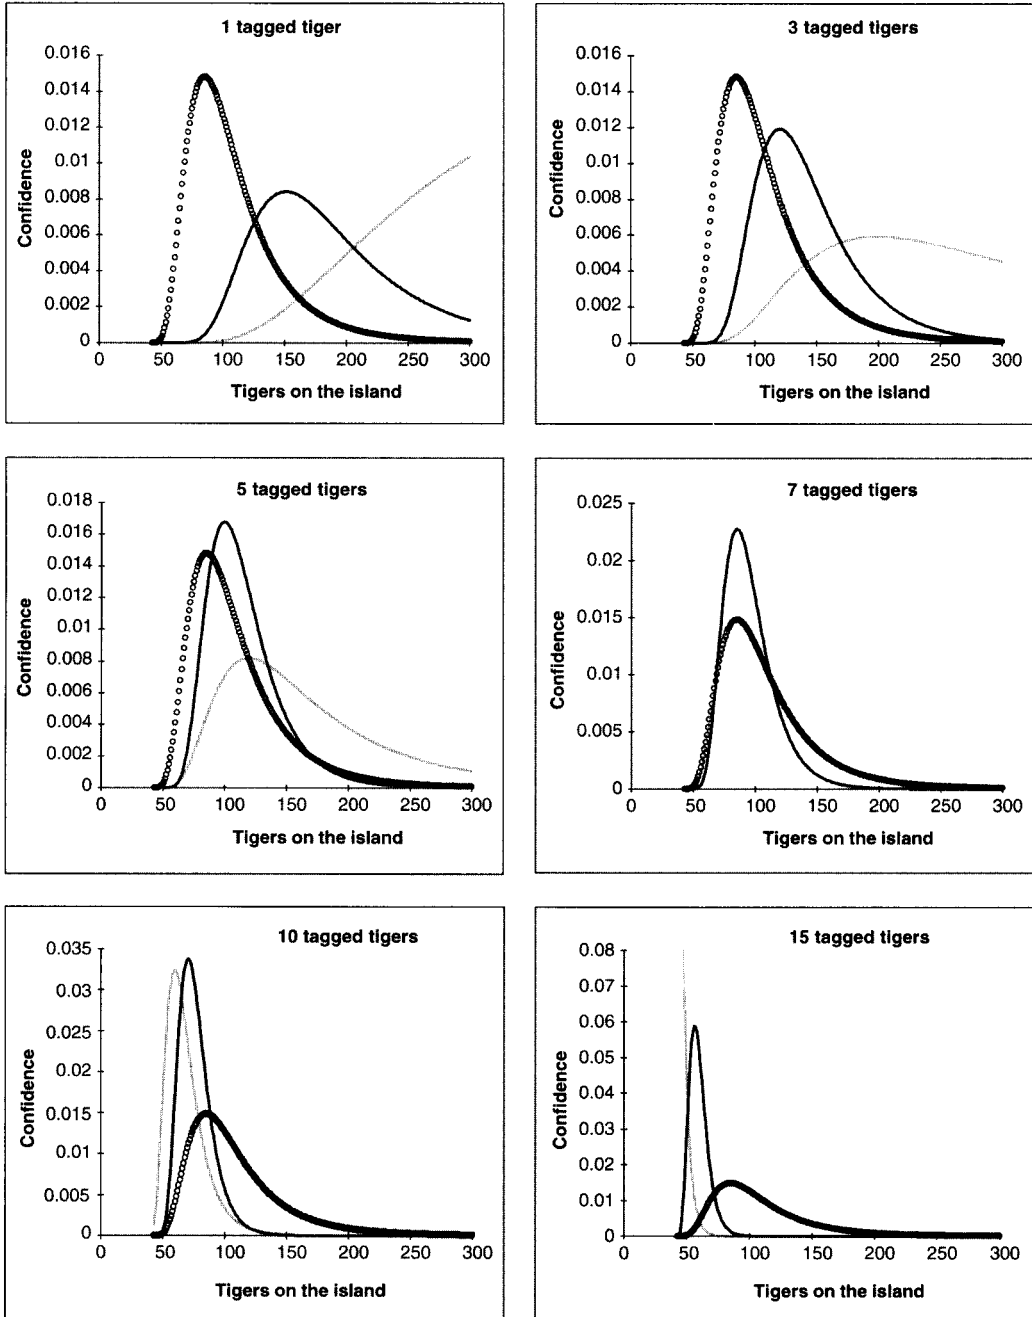 1 tagged tiger
0.016
0.014
0.012
0.01
0.008
0.006
0.004
0.002
0
Confidence
0 50 100 150 200 250 300
Tigers on the island
3 tagged tigers
0.016
0.014
0.012
0.01
0.008
0.006
0.004
0.002
0
Confidence
0 50 100 150 200 250 300
Tigers on the island
5 tagged tigers
0.018
0.016
0.014
0.012
0.01
0.008
0.006
0.004
0.002
0
Confidence
0 50 100 150 200 250 300
Tigers on the island
7 tagged tigers
0.025
0.02
0.015
0.01
0.005
0
Confidence
0 50 100 150 200 250 300
Tigers on the island
10 tagged tigers
0.035
0.03
0.025
0.02
0.015
0.01
0.005
0
Confidence
0 50 100 150 200 250 300
Tigers on the island
15 tagged tigers
0.08
0.07
0.06
0.05
0.04
0.03
0.02
0.01
0
Confidence
0 50 100 150 200 250 300
Tigers on the island